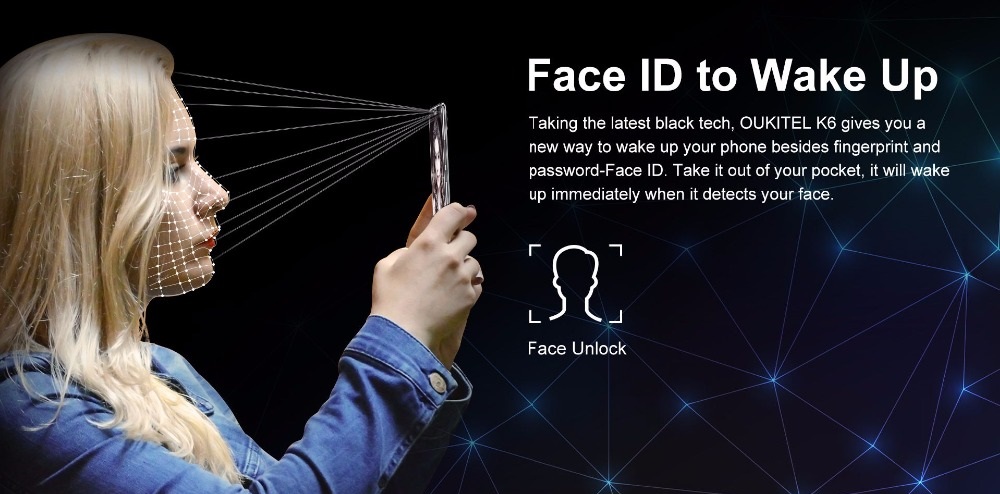 Face ID to Wake Up
Taking the latest black tech, OUKITEL K6 gives you a
new way to wake up your phone besides fingerprint and
password-Face ID. Take it out of your pocket, it will wake
up immediately when it detects your face.
Face Unlock